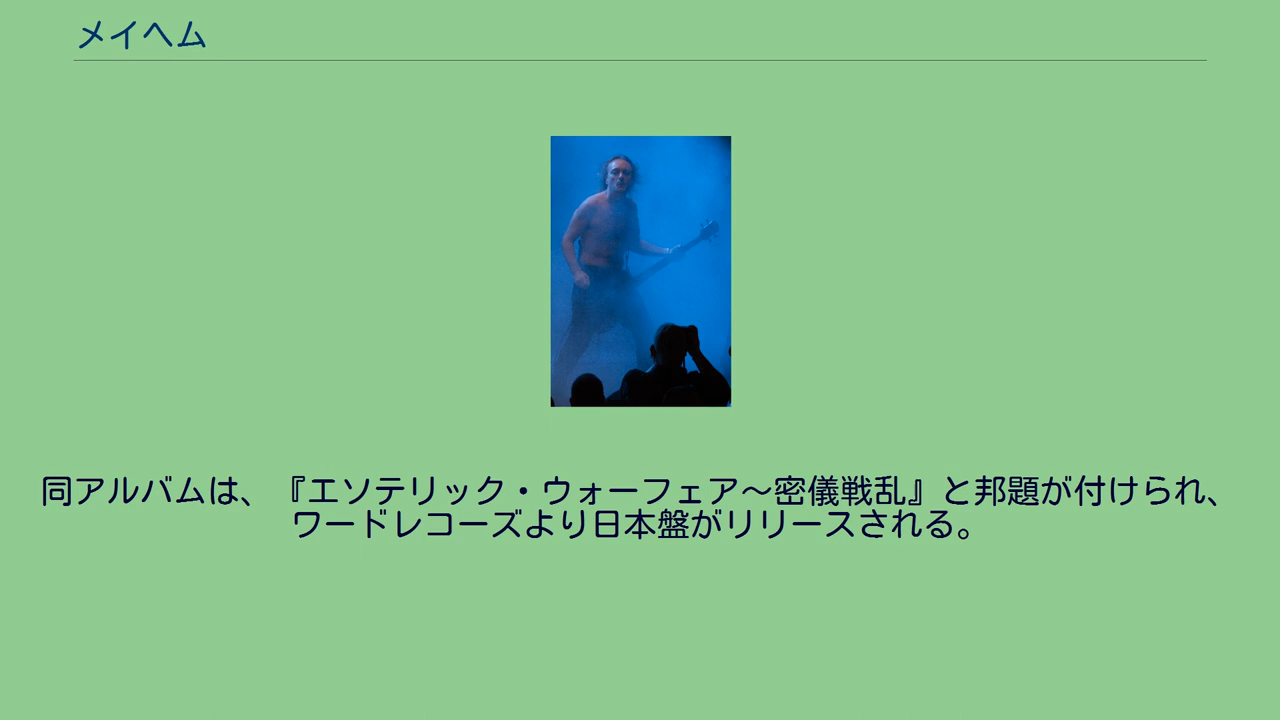 メイヘム
同アルバムは、『エソテリック・ウォーフェア～密儀戦乱』と邦題が付けられ、
ワードレコーズより日本盤がリリースされる。